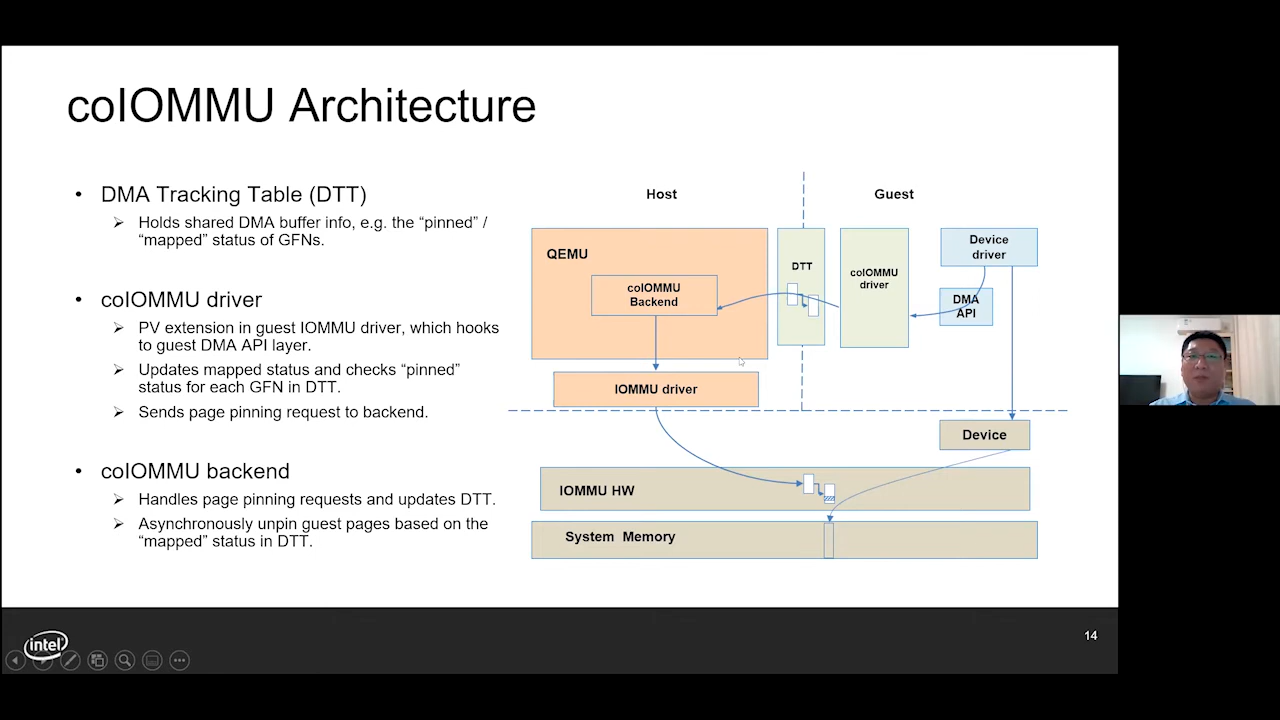 coIOMMU Architecture
• DMA Tracking Table (DTT)
➢ Holds shared DMA buffer info, e.g. the “pinned” /
“mapped” status of GFNs.
• coIOMMU driver
➢ PV extension in guest IOMMU driver, which hooks
to guest DMA API layer.
➢ Updates mapped status and checks “pinned”
status for each GFN in DTT.
➢ Sends page pinning request to backend.
• coIOMMU backend
➢ Handles page pinning requests and updates DTT.
➢ Asynchronously unpin guest pages based on the
“mapped” status in DTT.
Host
Guest
QEMU
coIOMMU
Backend
IOMMU driver
DTT
coIOMMU
driver
Device
driver
DMA
API
Device
IOMMU HW
System Memory
intel
14